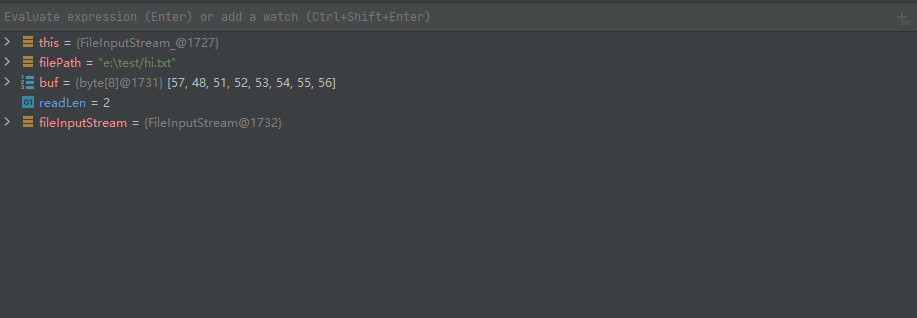 Evaluate expression (Enter) or add a watch (Ctrl+Shift+Enter)
this = {FileInputStream_@1727}
filePath = "e:\test/hi.txt"
buf = {byte[8]@1731} [57, 48, 51, 52, 53, 54, 55, 56]
01 readLen = 2
fileInputStream = {FileInputStream@1732}